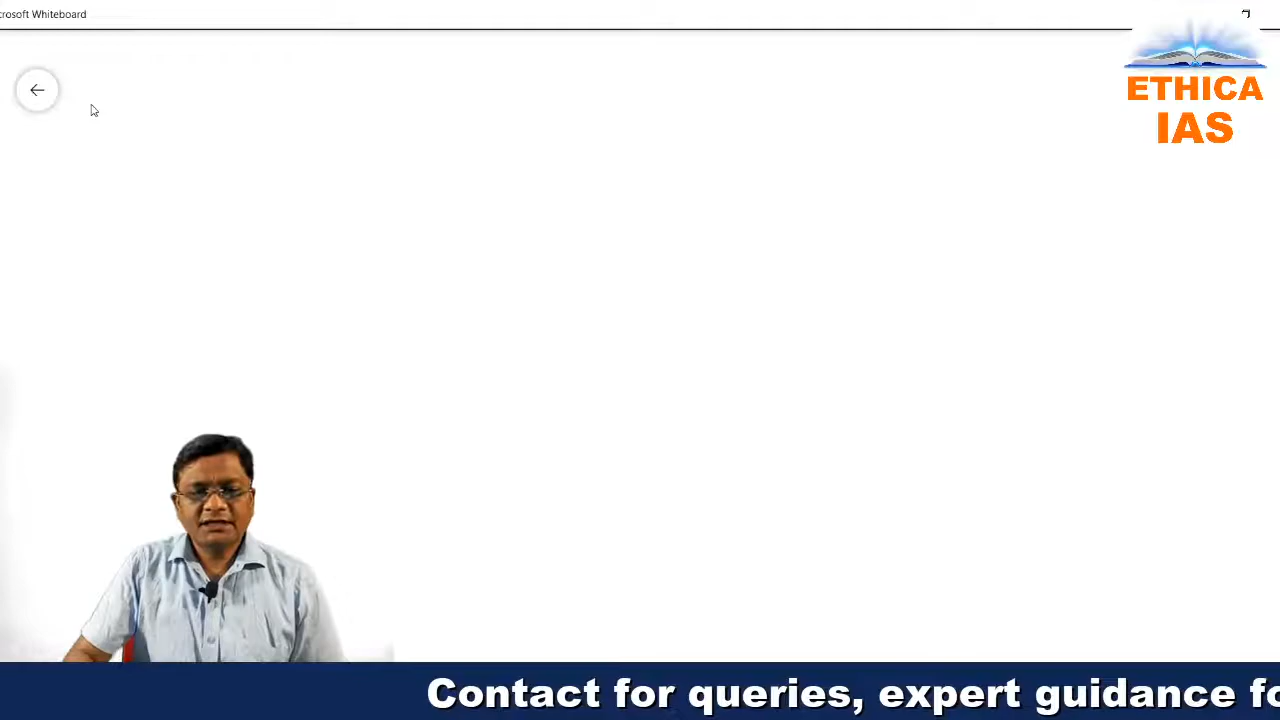 crosoft Whiteboard
ETHICA
IAS
Contact for queries, expert guidance fo